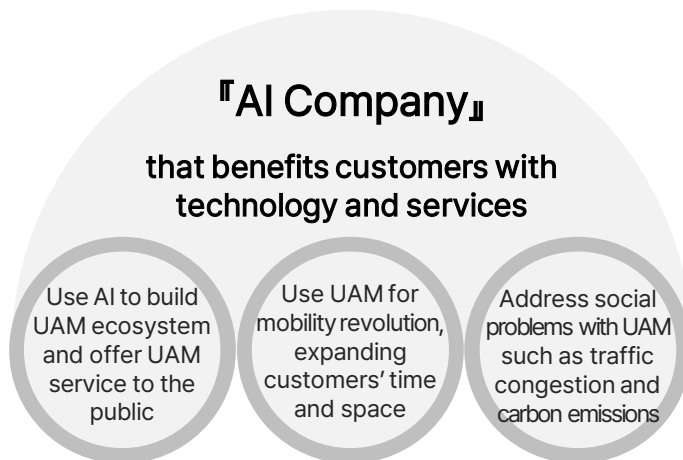 『AI Company』
that benefits customers with
technology and services
Use AI to build
UAM ecosystem
and offer UAM
service to the
public
Use UAM for
mobility revolution,
expanding
customers’ time
and space
Address social
problems with UAM
such as traffic
congestion and
carbon emissions